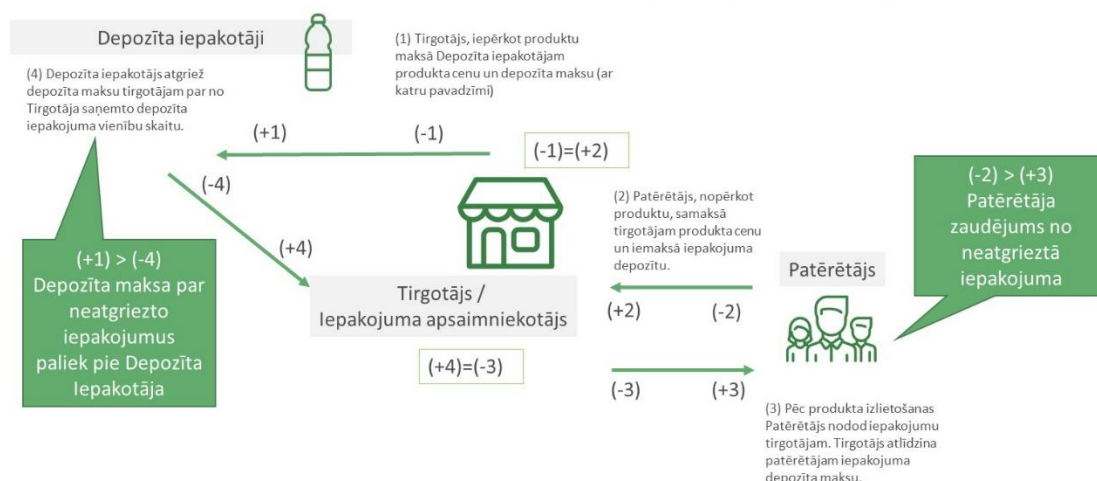 Depozīta iepakotāji
(1) Tirgotājs, iepērkot produktu
maksā Depozīta iepakotājam
produkta cenu un depozīta maksu (ar
katru pavadzīmi)
(4) Depozīta iepakotājs atgriež
depozīta maksu tirgotājam par no
Tirgotāja saņemto depozīta
iepakojuma vienību skaitu.
(+1)
(-1)
(-1)=(+2)
(-4)
(+4)
(+1) > (-4)
Depozīta maksa par
neatgriezto
iepakojumus
paliek pie Depozīta
Iepakotāja
(2) Patērētājs, nopērkot
produktu, samaksā
tirgotājam produkta cenu
un iemaksā iepakojuma
depozītu.
(-2) > (+3)
Patērētāja
zaudējums no
neatgrieztā
iepakojuma
Patērētājs
Tirgotājs /
Iepakojuma apsaimniekotājs
(+2)
(-2)
(+4)=(-3)
(-3)
(+3)
(3) Pēc produkta izlietošanas
Patērētājs nodod iepakojumu
tirgotājam. Tirgotājs atlīdzina
patērētājam iepakojuma
depozīta maksu.